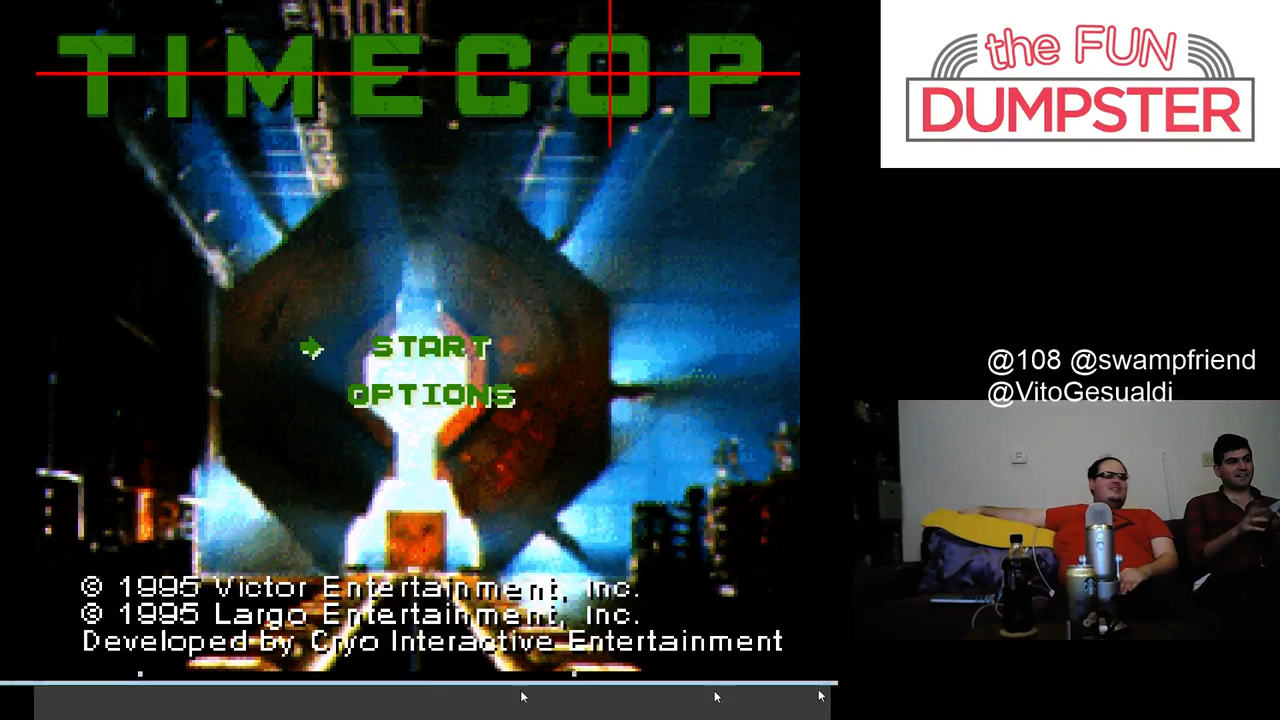 TIMECOP
START
OPTIONS
© 1995 Victor Entertainment, Inc.
© 1995 Largo Entertainment, Inc.
Developed by Cryo Interactive Entertainment
the FUN
DUMPSTER
@108 @swampfriend
@VitoGesualdi